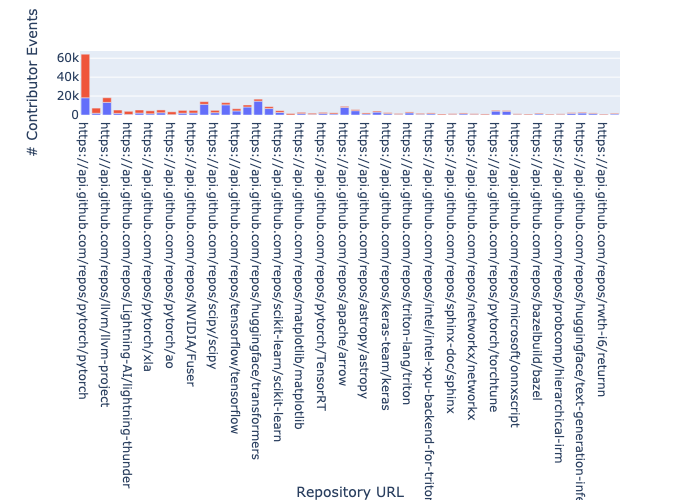 # Contributor Events
60k
40k
20k
0
https://api.github.com/repos/pytorch/pytorch
https://api.github.com/repos/llvm/llvm-project
https://api.github.com/repos/Lightning-AI/lightning-thunder
https://api.github.com/repos/pytorch/xla
https://api.github.com/repos/pytorch/ao
https://api.github.com/repos/NVIDIA/Fuser
https://api.github.com/repos/scipy/scipy
https://api.github.com/repos/tensorflow/tensorflow
https://api.github.com/repos/huggingface/transformers
https://api.github.com/repos/scikit-learn/scikit-learn
https://api.github.com/repos/matplotlib/matplotlib
https://api.github.com/repos/pytorch/TensorRT
https://api.github.com/repos/apache/arrow
https://api.github.com/repos/astropy/astropy
https://api.github.com/repos/keras-team/keras
https://api.github.com/repos/triton-lang/triton
https://api.github.com/repos/intel/intel-xpu-backend-for-triton
https://api.github.com/repos/sphinx-doc/sphinx
https://api.github.com/repos/networkx/networkx
https://api.github.com/repos/pytorch/torchtune
https://api.github.com/repos/microsoft/onnxscript
https://api.github.com/repos/bazelbuild/bazel
https://api.github.com/repos/probcomp/hierarchical-irm
https://api.github.com/repos/huggingface/text-generation-infe
https://api.github.com/repos/rwth-i6/returnn
Repository URL